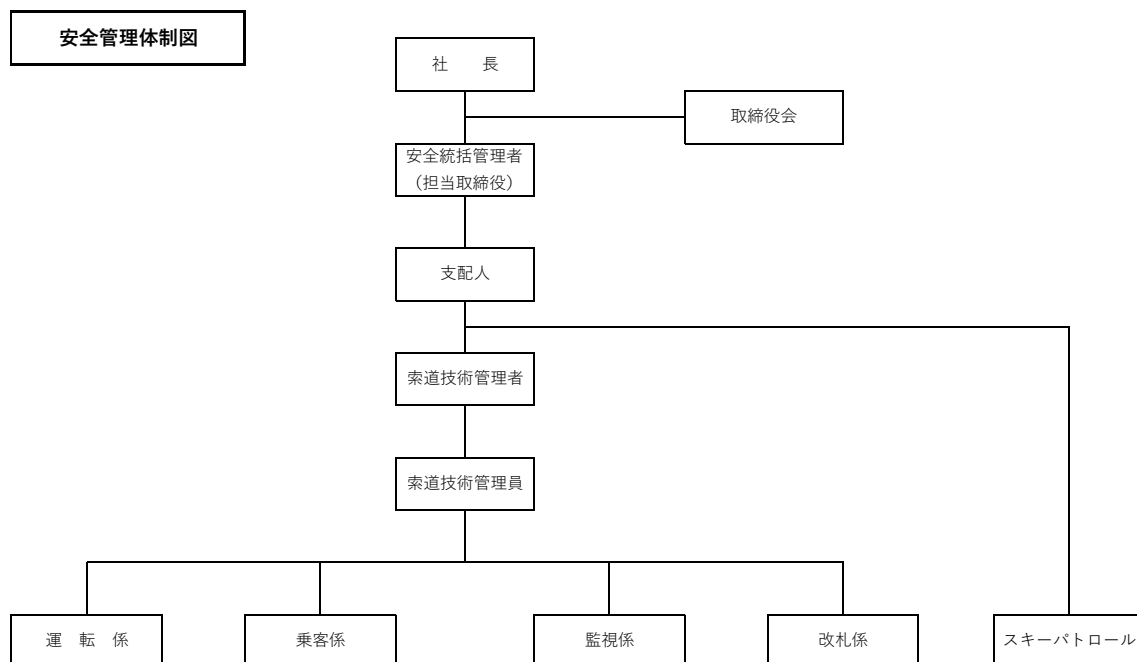 安全管理体制図
社　　長
取締役会
安全統括管理者
（担当取締役）
支配人
索道技術管理者
索道技術管理員
運　転　係
乗客係
監視係
改札係
スキーパトロール